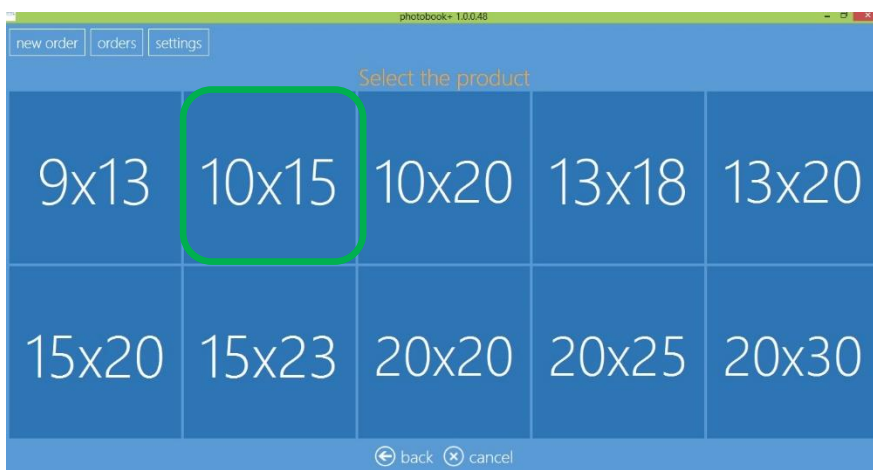 photobook+ 1.0.0.48
new order orders settings
Select the product
9x13 10x15 10x20 13x18 13x20
15x20 15x23 20x20 20x25 20x30
back cancel